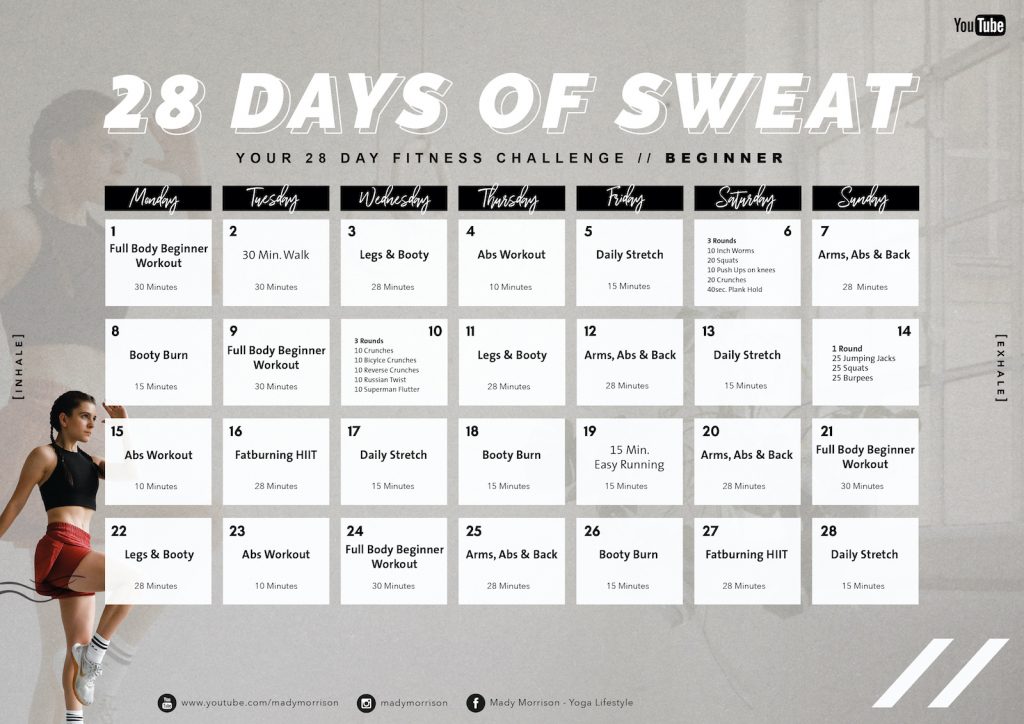 YouTube
28 DAYS OF SWEAT
YOUR 28 DAY FITNESS CHALLENGE // BEGINNER
Monday
Tuesday
Wednesday
Thursday
Friday
Saturday
Sunday
1
Full Body Beginner
Workout
30 Minutes
2
30 Min. Walk
30 Minutes
3
Legs & Booty
28 Minutes
4
Abs Workout
10 Minutes
5
Daily Stretch
15 Minutes
6
3 Rounds
10 Inch Worms
20 Squats
10 Push Ups on knees
20 Crunches
40sec. Plank Hold
7
Arms, Abs & Back
28 Minutes
8
Booty Burn
15 Minutes
9
Full Body Beginner
Workout
30 Minutes
10
3 Rounds
10 Crunches
10 Bicylce Crunches
10 Reverse Crunches
10 Russian Twist
10 Superman Flutter
11
Legs & Booty
28 Minutes
12
Arms, Abs & Back
28 Minutes
13
Daily Stretch
15 Minutes
14
1 Round
25 Jumping Jacks
25 Squats
25 Burpees
[INHALE]
[EXHALE]
15
Abs Workout
10 Minutes
16
Fatburning HIIT
28 Minutes
17
Daily Stretch
15 Minutes
18
Booty Burn
15 Minutes
19
15 Min.
Easy Running
15 Minutes
20
Arms, Abs & Back
28 Minutes
21
Full Body Beginner
Workout
30 Minutes
22
Legs & Booty
28 Minutes
23
Abs Workout
10 Minutes
24
Full Body Beginner
Workout
30 Minutes
25
Arms, Abs & Back
28 Minutes
26
Booty Burn
15 Minutes
27
Fatburning HIIT
28 Minutes
28
Daily Stretch
15 Minutes
//
www.youtube.com/madymorrison
madymorrison
Mady Morrison - Yoga Lifestyle